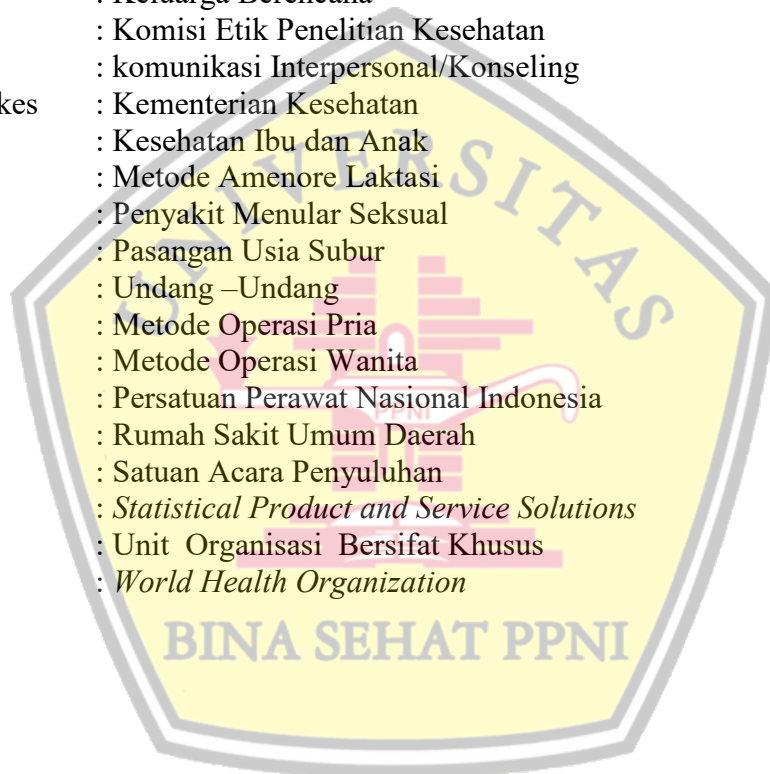 : Keluarga Berencana
: Komisi Etik Penelitian Kesehatan
: komunikasi Interpersonal/Konseling
kes : Kementerian Kesehatan
: Kesehatan Ibu dan Anak
: Metode Amenore Laktasi
: Penyakit Menular Seksual
: Pasangan Usia Subur
: Undang –Undang
: Metode Operasi Pria
: Metode Operasi Wanita
: Persatuan Perawat Nasional Indonesia
: Rumah Sakit Umum Daerah
: Satuan Acara Penyuluhan
: Statistical Product and Service Solutions
: Unit Organisasi Bersifat Khusus
: World Health Organization
UNIVERSITAS
PPNI
BINA SEHAT PPNI